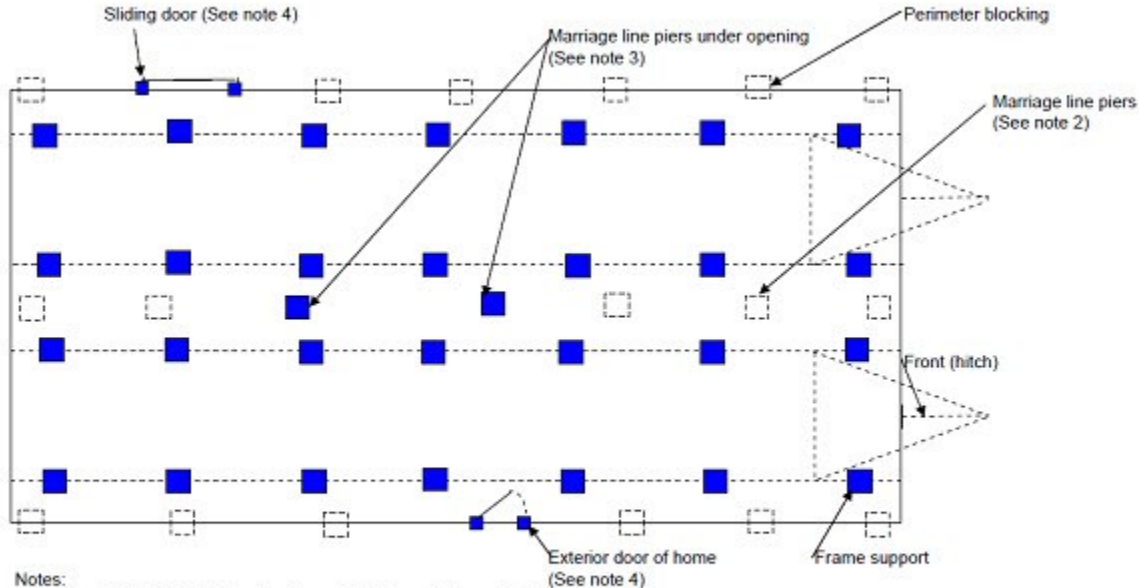 Sliding door (See note 4)
Perimeter blocking
Marriage line piers under opening
(See note 3)
Marriage line piers
(See note 2)
Front (hitch)
Exterior door of home
(See note 4)
Frame support
Notes: